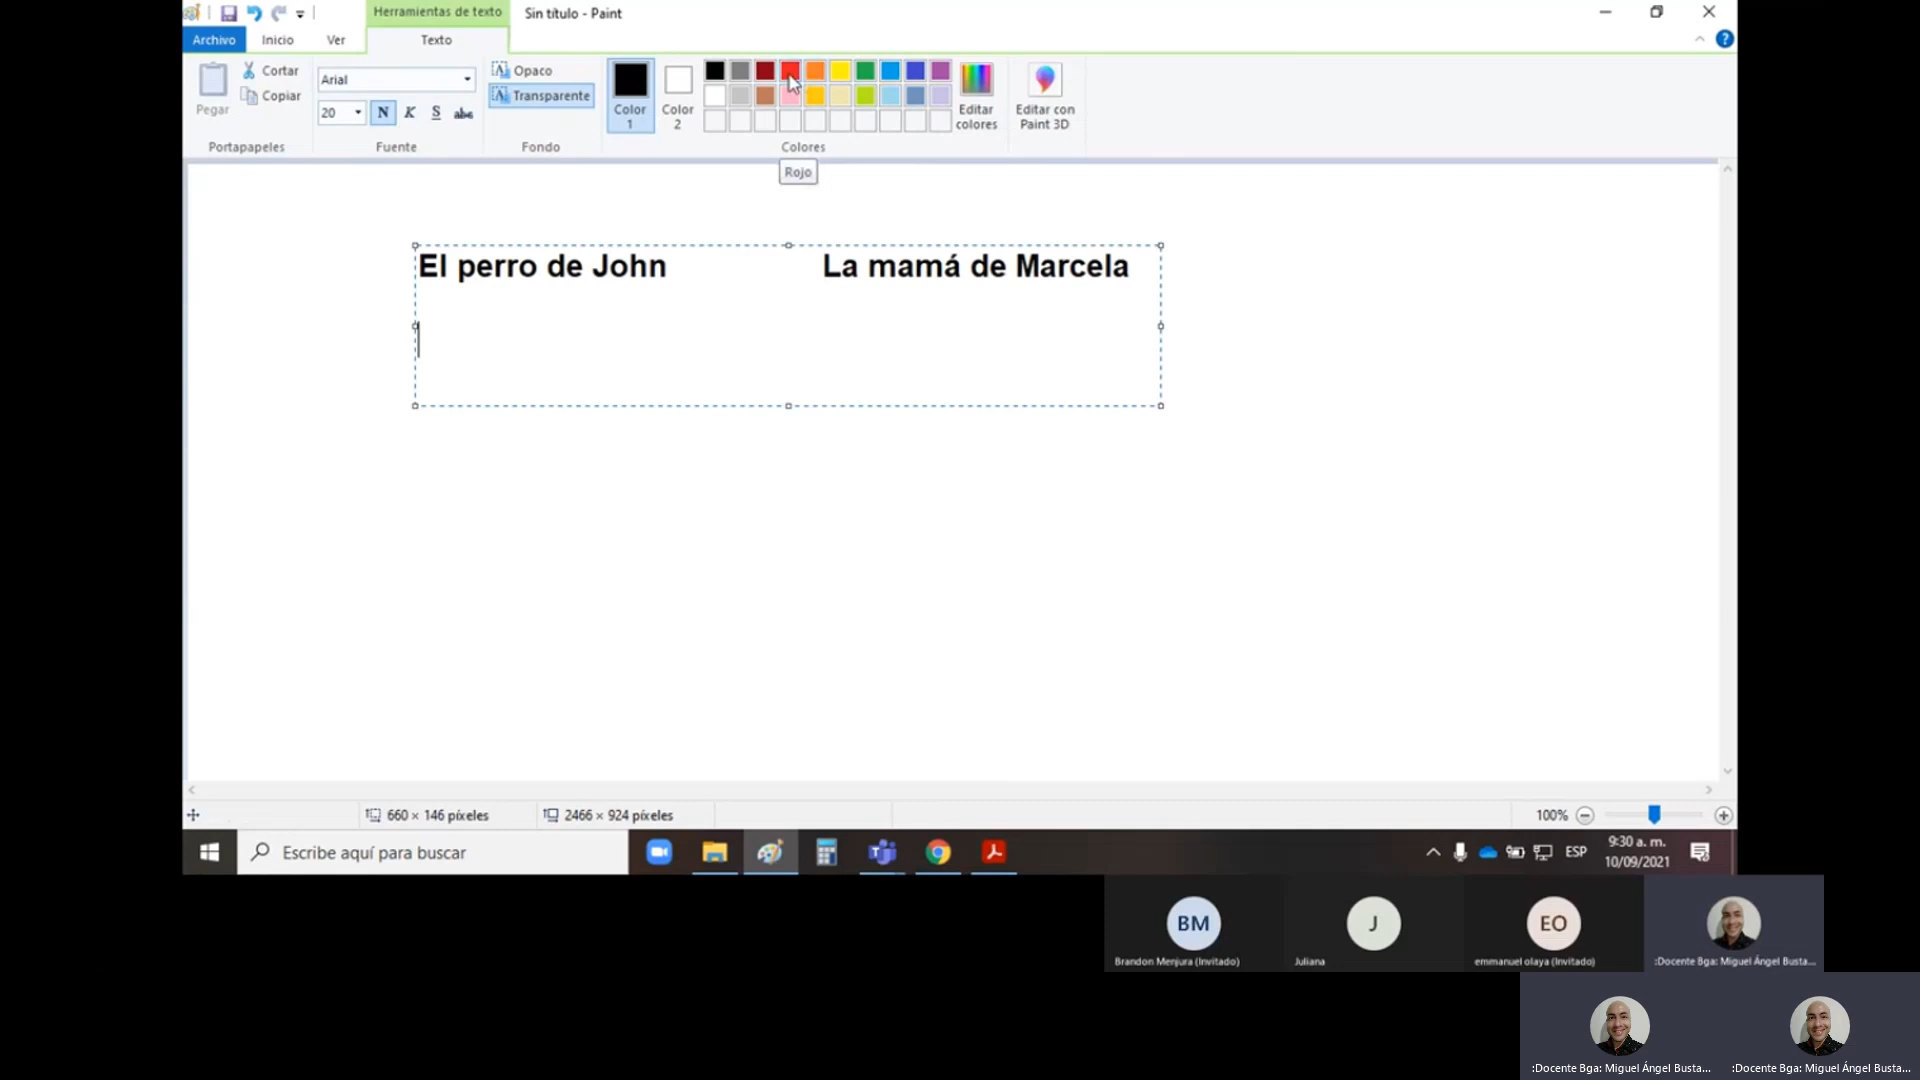 Herramientas de texto
Sin título - Paint
Archivo
Inicio
Ver
Texto
Pegar
Cortar
Copiar
Portapapeles
Arial
20
N K S abc
Fuente
Opaco
Transparente
Fondo
Color 1
Color 2
Editar colores
Colores
Editar con Paint 3D
Rojo
El perro de John
La mamá de Marcela
660 × 146 píxeles
2466 × 924 píxeles
100%
Escribe aquí para buscar
ESP
9:30 a. m.
10/09/2021
BM
Brandon Menjura (Invitado)
J
Juliana
EO
emmanuel olaya (Invitado)
:Docente Bga: Miguel Ángel Busta...
:Docente Bga: Miguel Ángel Busta...
:Docente Bga: Miguel Ángel Busta...